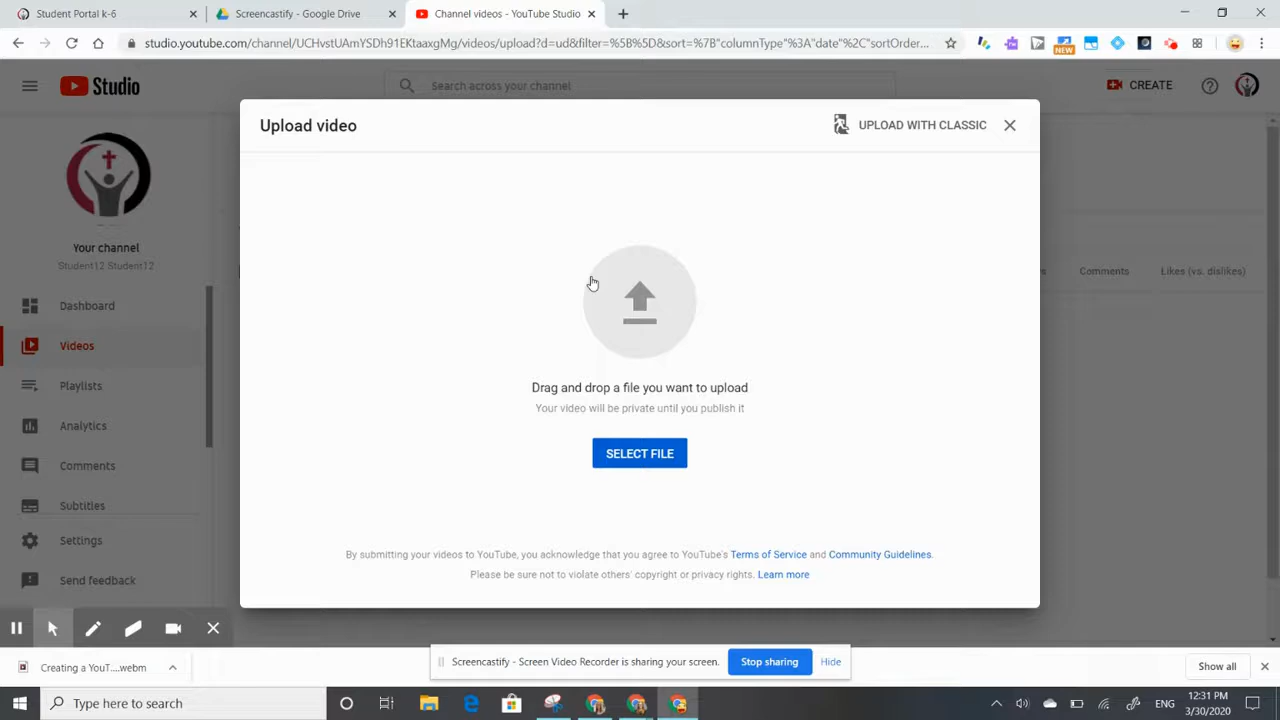 Student Portal k-6
Screencastify - Google Drive
Channel videos - YouTube Studio
studio.youtube.com/channel/UCHvstUAmYSDh91EKtaaxgMg/videos/upload?d=ud&filter=%5B%5D&sort=%7B"columnType"%3A"date"%2C"sortOrder...
NEW
Studio
Search across your channel
CREATE
Upload video
UPLOAD WITH CLASSIC
Your channel
Student12 Student12
Comments
Likes (vs. dislikes)
Dashboard
Videos
Playlists
Analytics
Comments
Subtitles
Settings
Send feedback
Drag and drop a file you want to upload
Your video will be private until you publish it
SELECT FILE
By submitting your videos to YouTube, you acknowledge that you agree to YouTube's Terms of Service and Community Guidelines.
Please be sure not to violate others' copyright or privacy rights. Learn more
Creating a YouT....webm
Screencastify - Screen Video Recorder is sharing your screen.
Stop sharing
Hide
Show all
Type here to search
ENG
12:31 PM
3/30/2020